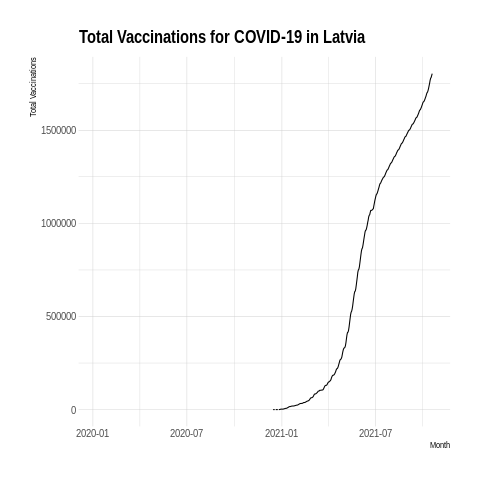 Total Vaccinations for COVID-19 in Latvia
Total Vaccinations
1500000
1000000
500000
0
2020-01 2020-07 2021-01 2021-07
Month